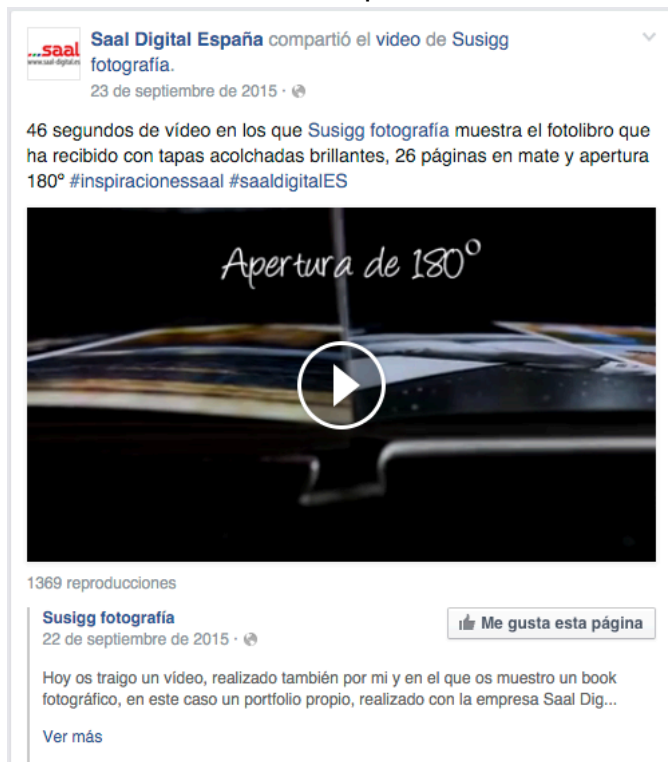 ...saal
www.saal-digital.es
Saal Digital España compartió el video de Susigg
fotografía.
23 de septiembre de 2015 ·
46 segundos de vídeo en los que Susigg fotografía muestra el fotolibro que
ha recibido con tapas acolchadas brillantes, 26 páginas en mate y apertura
180º #inspiracionessaal #saaldigitalES
Apertura de 180º
1369 reproducciones
Susigg fotografía
22 de septiembre de 2015 ·
Me gusta esta página
Hoy os traigo un vídeo, realizado también por mi y en el que os muestro un book
fotográfico, en este caso un portfolio propio, realizado con la empresa Saal Dig...
Ver más